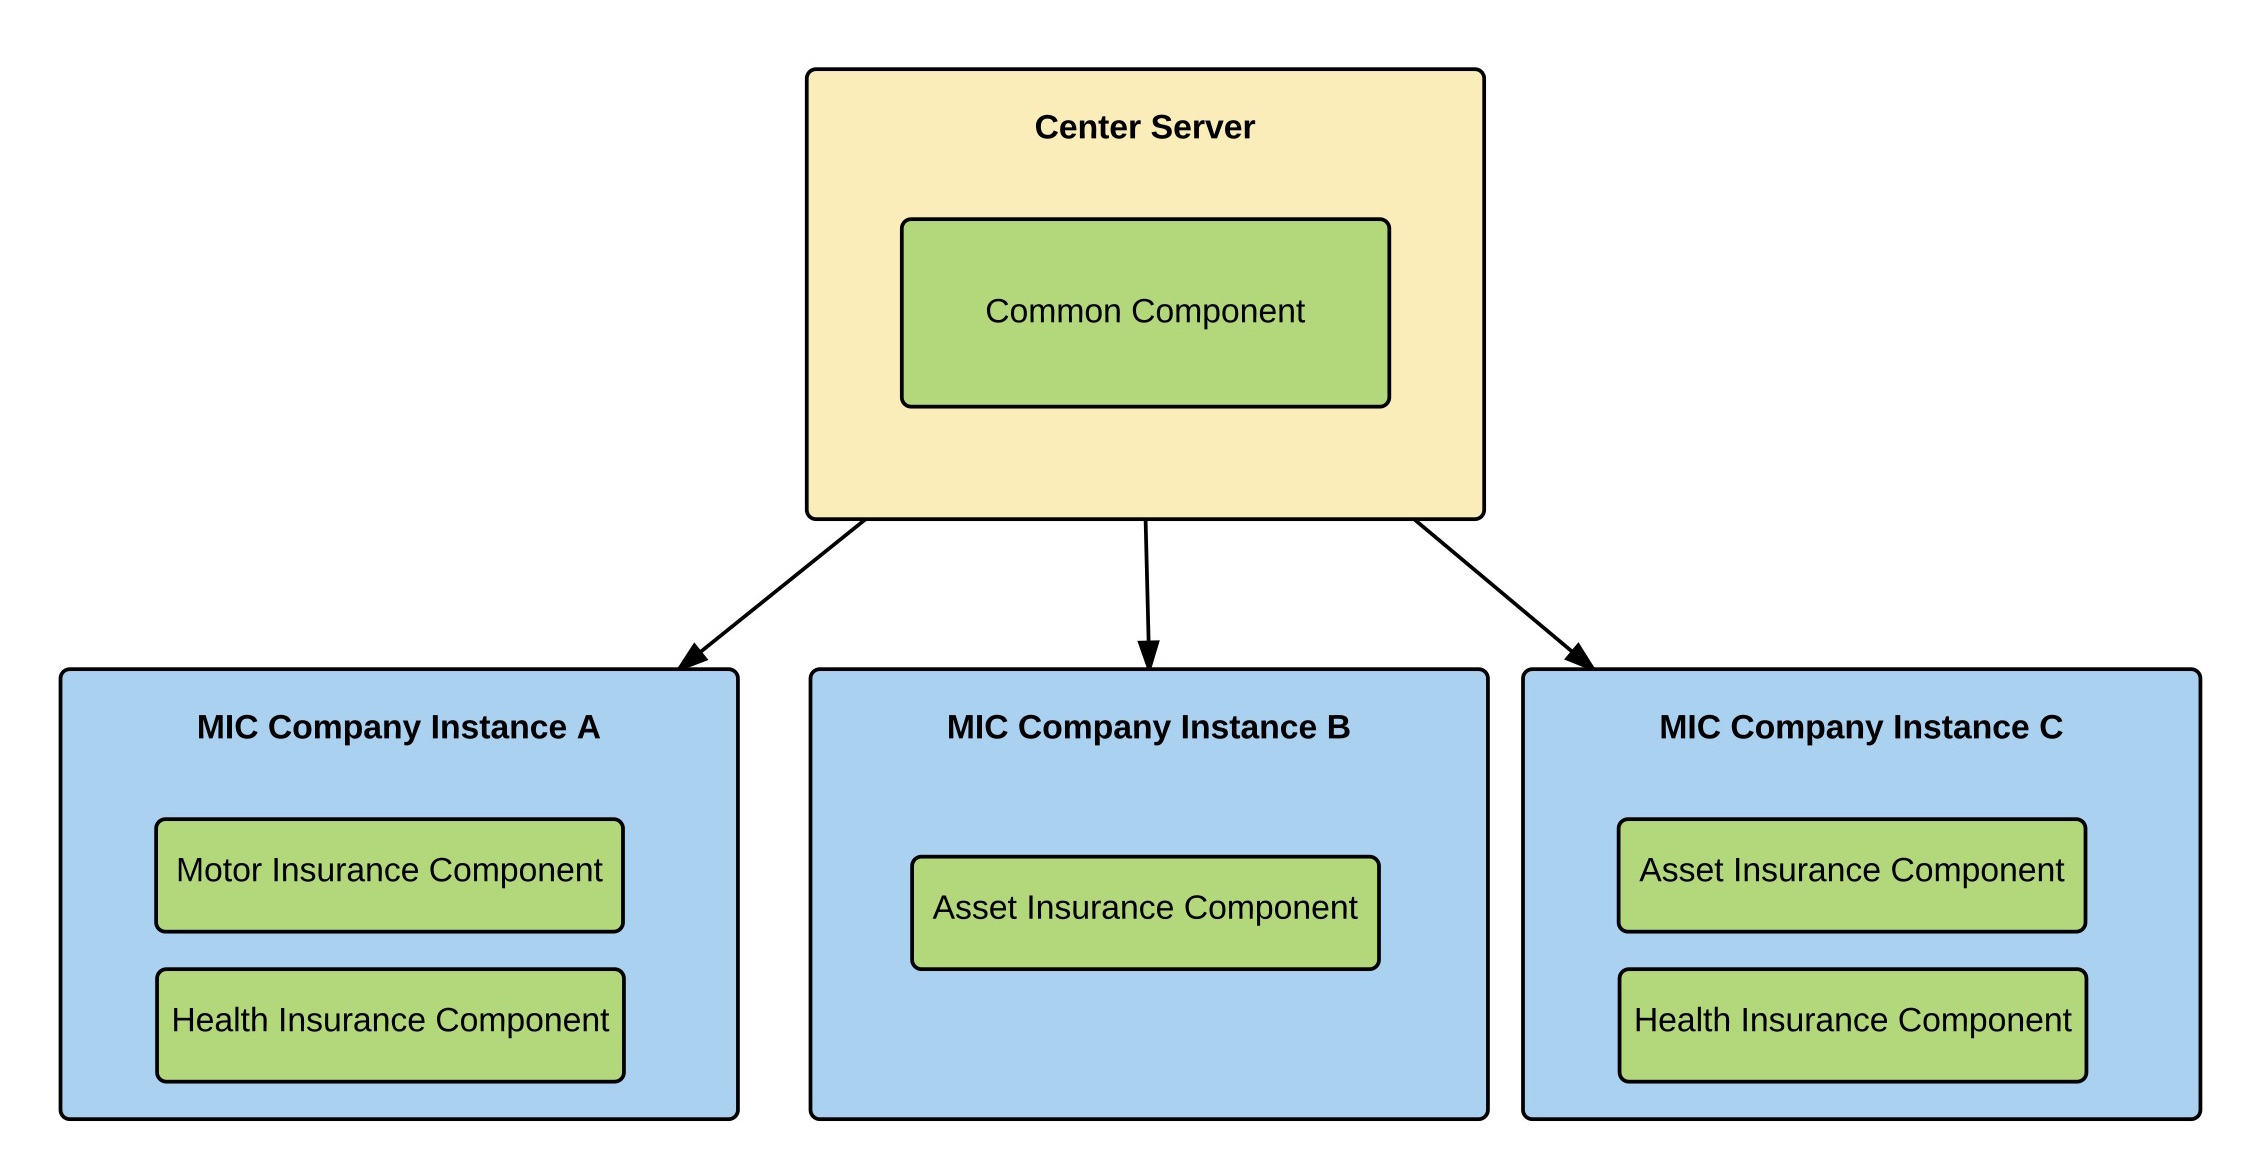 Center Server
Common Component
MIC Company Instance A
Motor Insurance Component
Health Insurance Component
MIC Company Instance B
Asset Insurance Component
MIC Company Instance C
Asset Insurance Component
Health Insurance Component